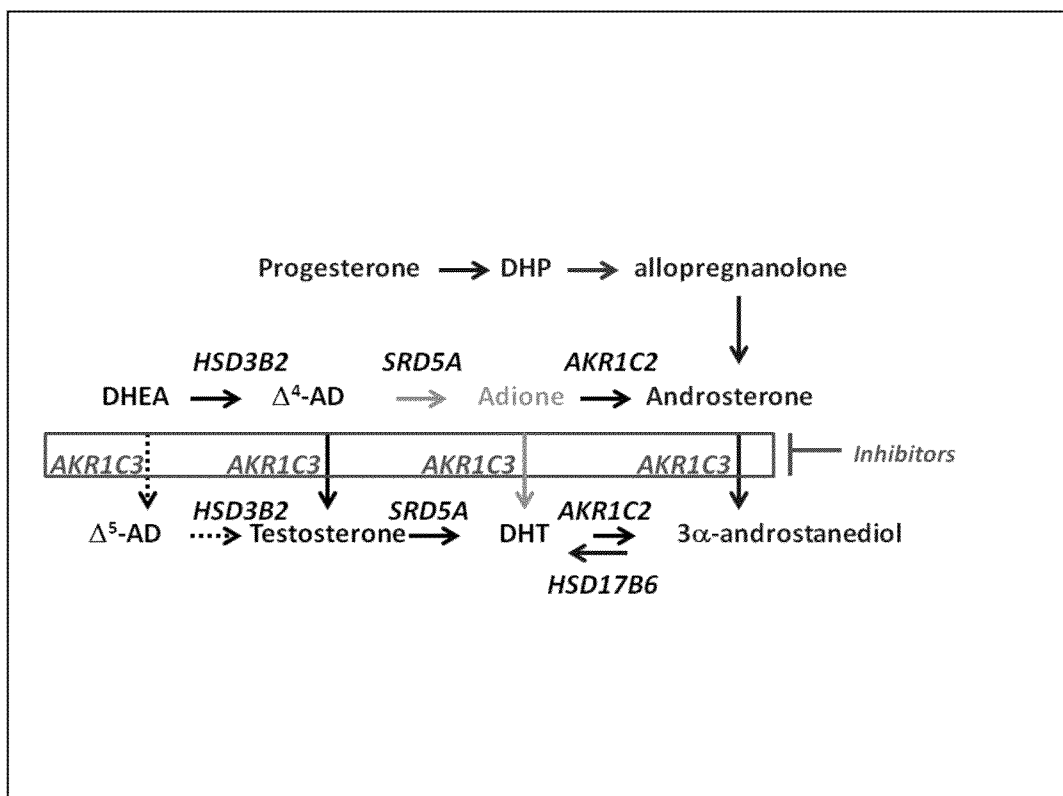 Progesterone DHP allopregnanolone
HSD3B2 SRD5A AKR1C2
DHEA Δ⁴-AD Adione Androsterone
AKR1C3 AKR1C3 AKR1C3 AKR1C3 Inhibitors
HSD3B2 SRD5A AKR1C2
Δ⁵-AD Testosterone DHT 3α-androstanediol
HSD17B6